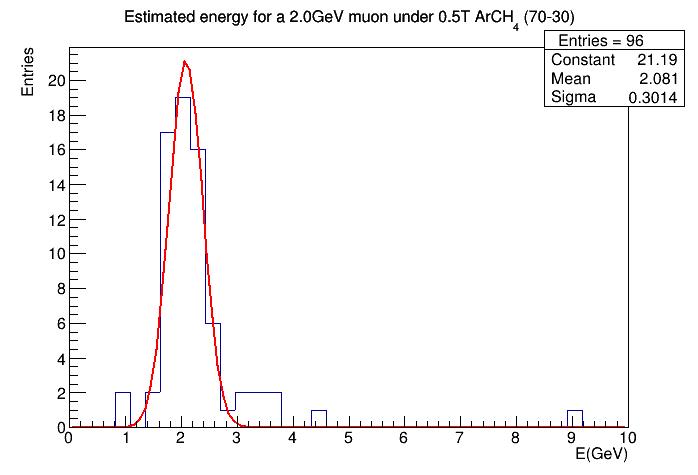 Estimated energy for a 2.0GeV muon under 0.5T ArCH₄ (70-30)
Entries = 96
Constant 21.19
Mean 2.081
Sigma 0.3014
Entries
20
18
16
14
12
10
8
6
4
2
0
0 1 2 3 4 5 6 7 8 9 10
E(GeV)